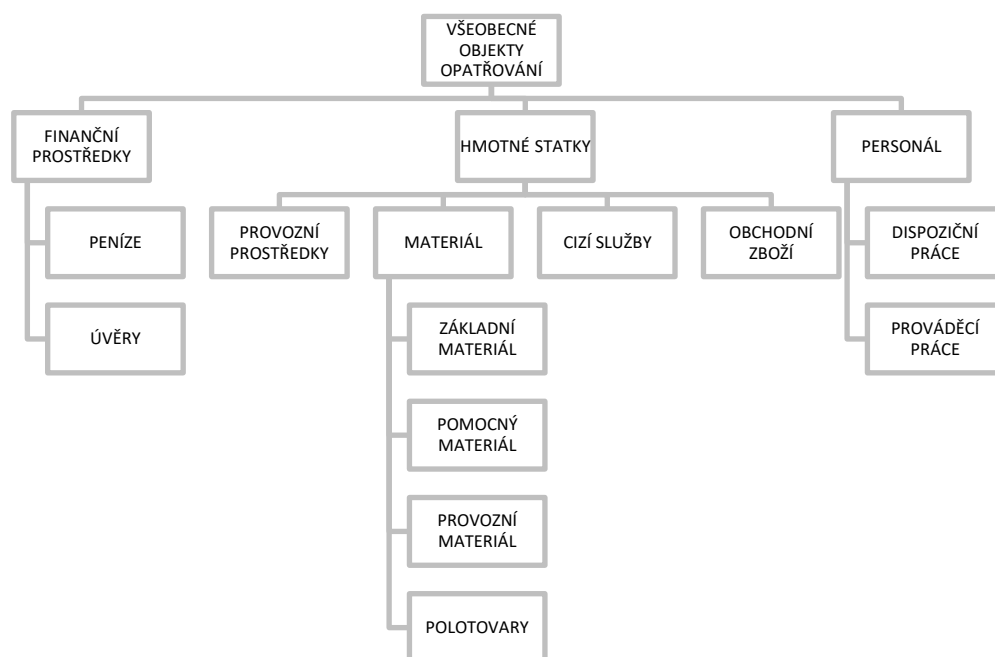 VŠEOBECNÉ
OBJEKTY
OPATŘOVÁNÍ
FINANČNÍ
PROSTŘEDKY
HMOTNÉ STATKY
PERSONÁL
PENÍZE
PROVOZNÍ
PROSTŘEDKY
MATERIÁL
CIZÍ SLUŽBY
OBCHODNÍ
ZBOŽÍ
DISPOZIČNÍ
PRÁCE
ÚVĚRY
ZÁKLADNÍ
MATERIÁL
PROVÁDĚCÍ
PRÁCE
POMOCNÝ
MATERIÁL
PROVOZNÍ
MATERIÁL
POLOTOVARY